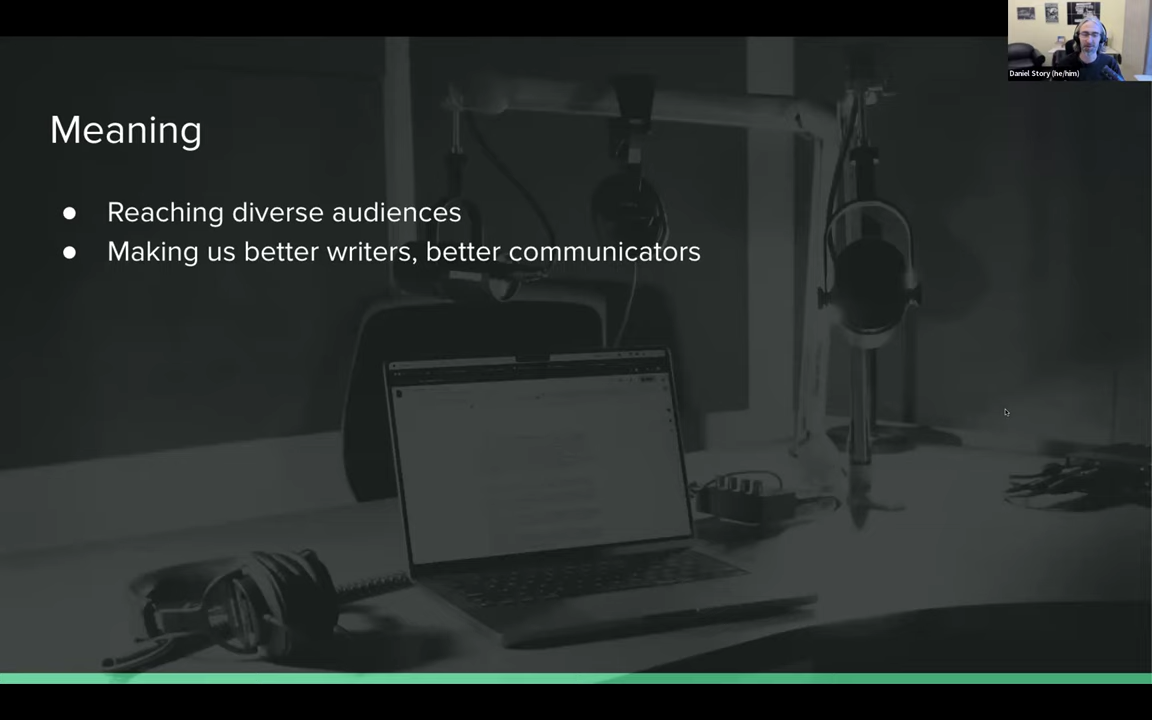 Daniel Story (he/him)
Meaning
● Reaching diverse audiences
● Making us better writers, better communicators